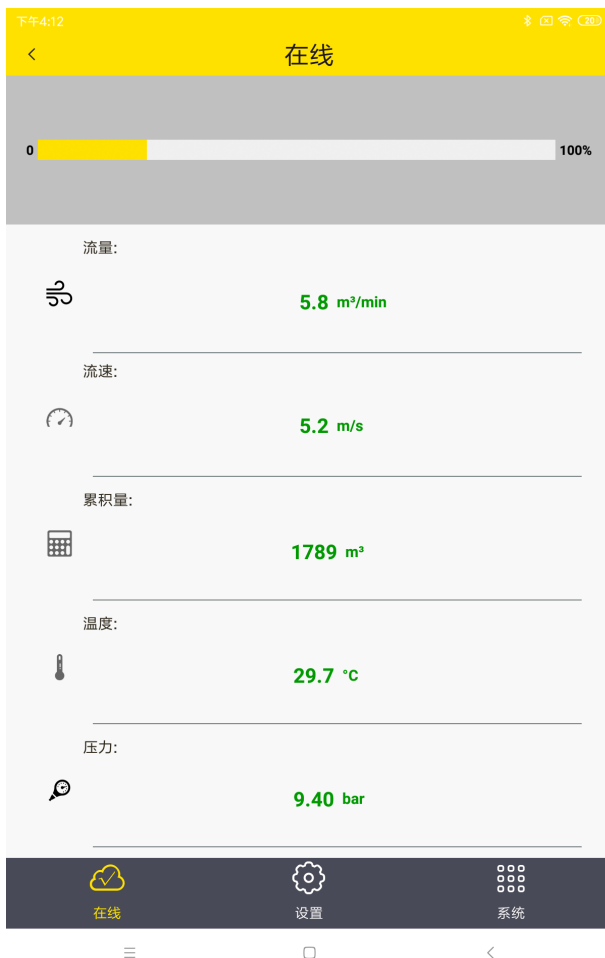 下午4:12
20
在线
0 100%
流量:
5.8 m³/min
流速:
5.2 m/s
累积量:
1789 m³
温度:
29.7 °C
压力:
9.40 bar
在线 设置 系统